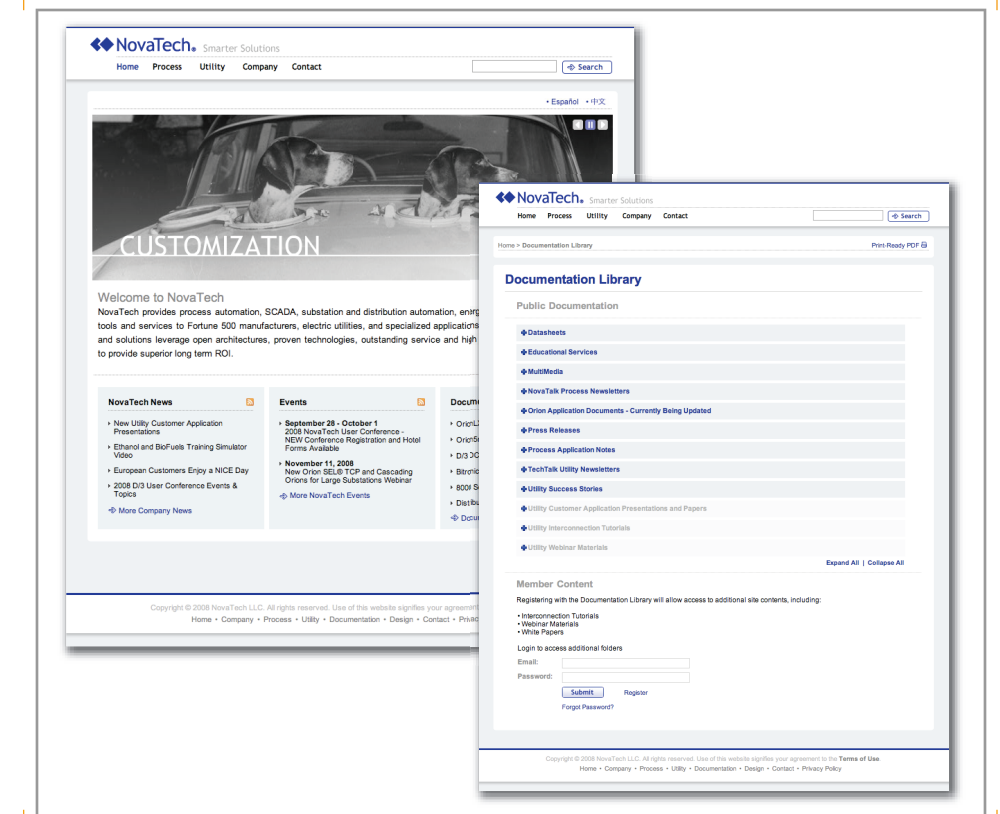 NovaTech® Smarter Solutions
Home Process Utility Company Contact
Search
• Español • 中文
CUSTOMIZATION
Welcome to NovaTech
NovaTech provides process automation, SCADA, substation and distribution automation,
tools and services to Fortune 500 manufacturers, electric utilities, and specialized applications
and solutions leverage open architectures, proven technologies, outstanding service and high
to provide superior long term ROI.
NovaTech News
New Utility Customer Application
Presentations
Ethanol and BioFuels Training Simulator
Video
European Customers Enjoy a NICE Day
2008 D/3 User Conference Events &
Topics
More Company News
Events
September 28 - October 1
2008 NovaTech User Conference -
NEW Conference Registration and Hotel
Forms Available
November 11, 2008
New Orion SEL® TCP and Cascading
Orions for Large Substations Webinar
More NovaTech Events
Copyright © 2008 NovaTech LLC. All rights reserved. Use of this website signifies your
Home • Company • Process • Utility • Documentation • Design • Contact •
NovaTech® Smarter Solutions
Home Process Utility Company Contact
Search
Home > Documentation Library
Print-Ready PDF
Documentation Library
Public Documentation
Datasheets
Educational Services
MultiMedia
NovaTalk Process Newsletters
Orion Application Documents - Currently Being Updated
Press Releases
Process Application Notes
TechTalk Utility Newsletters
Utility Success Stories
Utility Customer Application Presentations and Papers
Utility Interconnection Tutorials
Utility Webinar Materials
Expand All | Collapse All
Member Content
Registering with the Documentation Library will allow access to additional site contents, including:
• Interconnection Tutorials
• Webinar Materials
• White Papers
Login to access additional folders
Email:
Password:
Submit Register
Forgot Password?
Copyright © 2008 NovaTech LLC. All rights reserved. Use of this website signifies your agreement to the Terms of Use.
Home • Company • Process • Utility • Documentation • Design • Contact • Privacy Policy